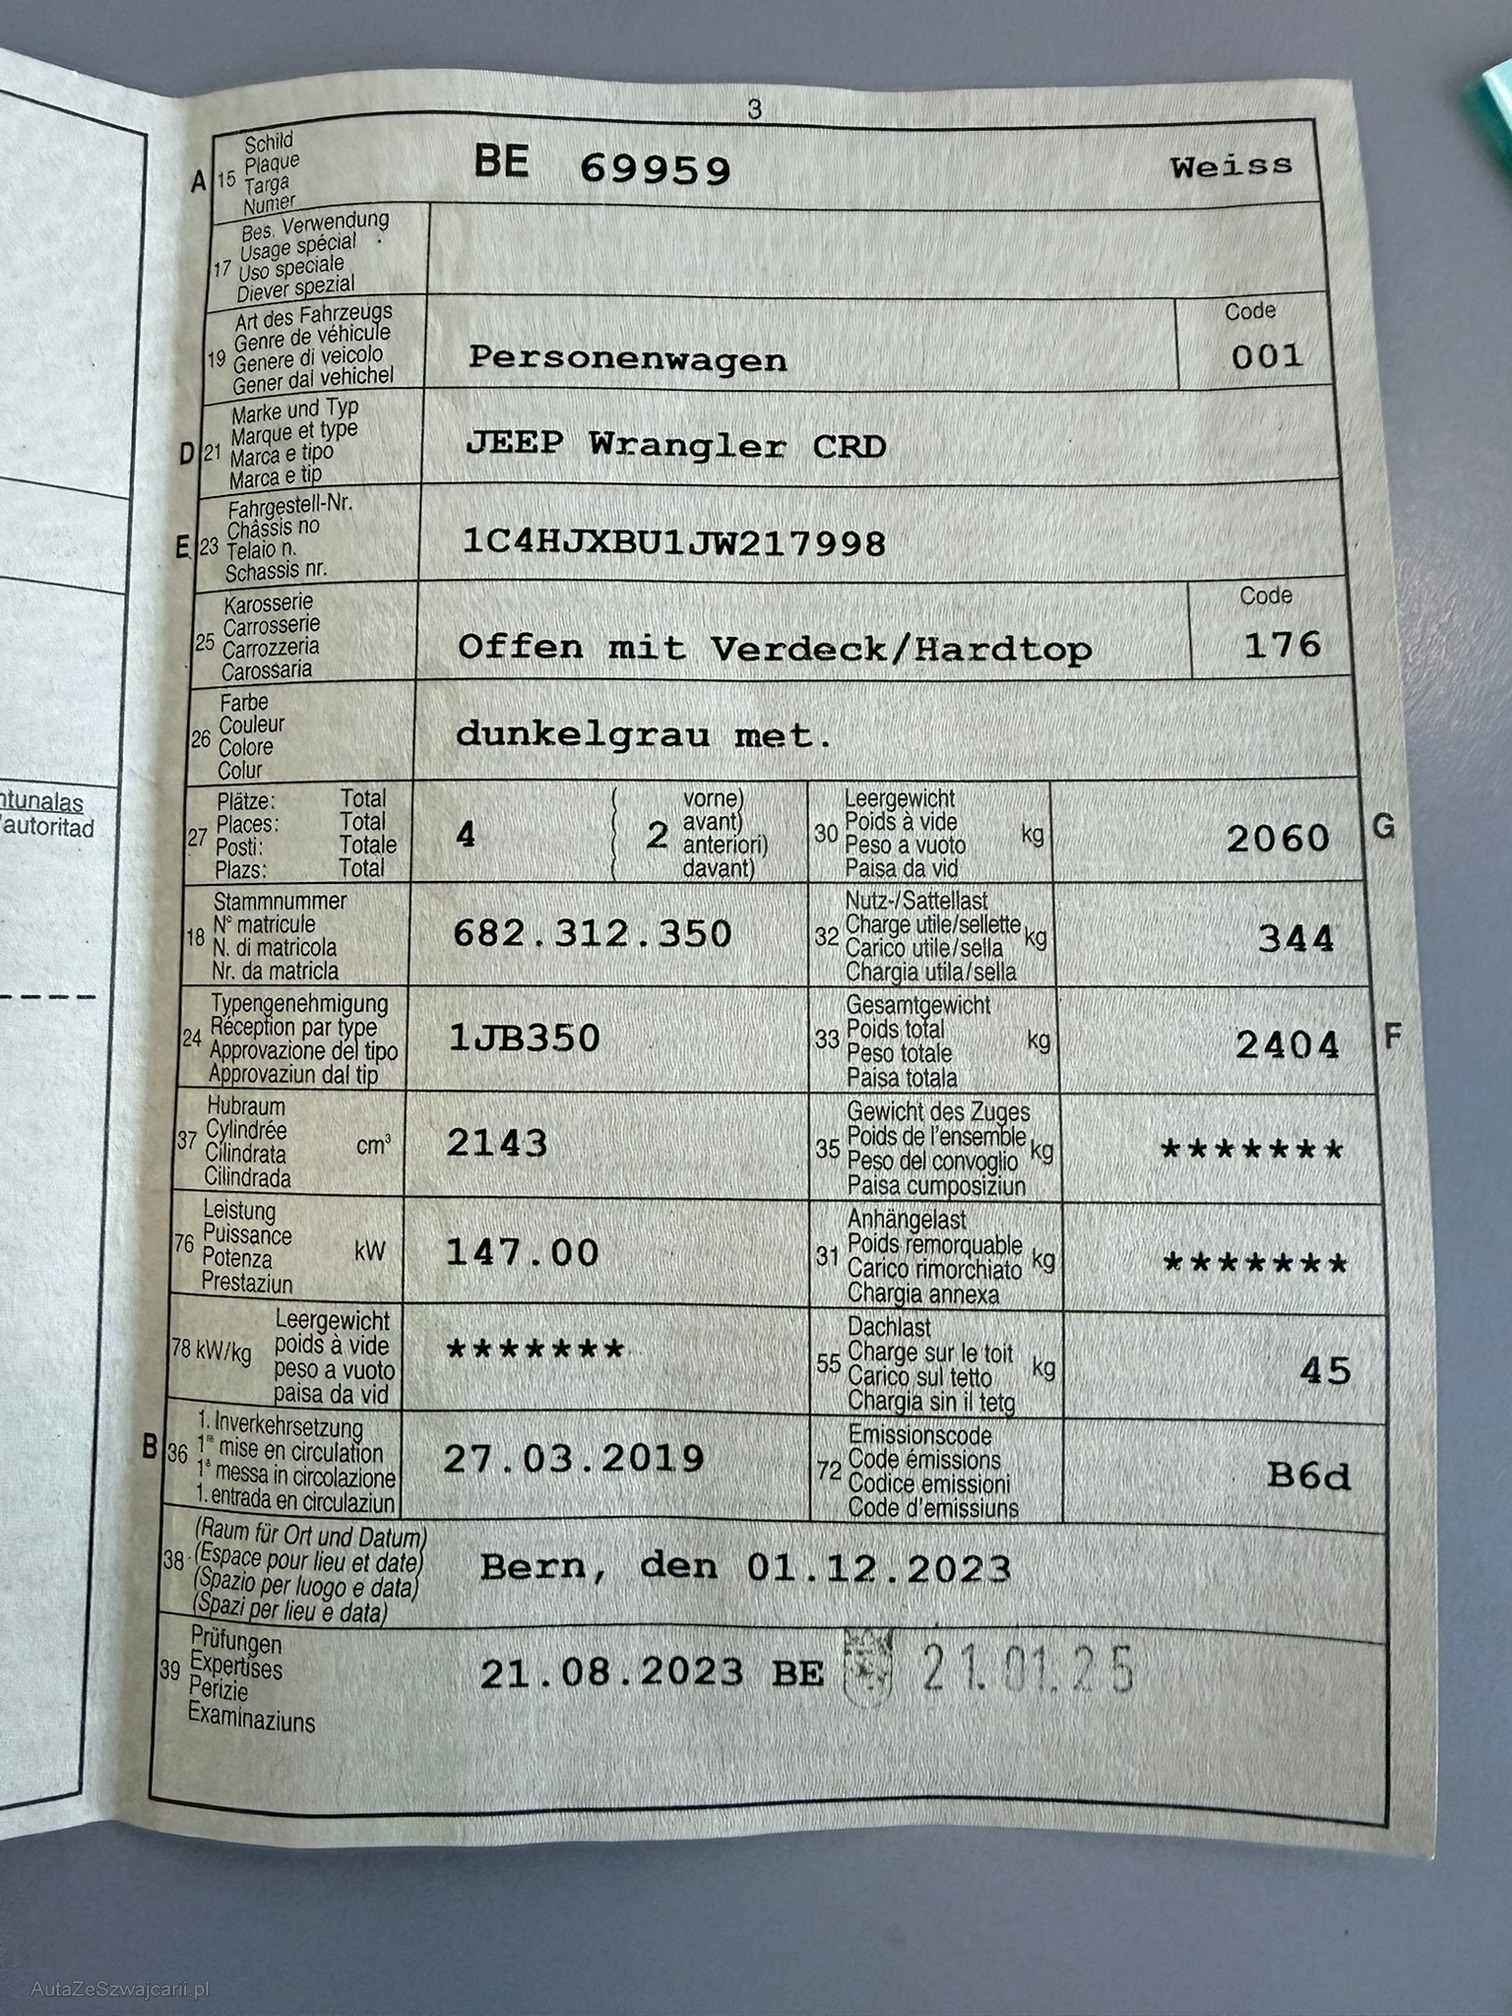 3
A 15 Schild
Plaque
Targa
Numer
BE 69959 Weiss
17 Bes. Verwendung
Usage spécial
Uso speciale
Diever spezial
19 Art des Fahrzeugs
Genre de véhicule
Genere di veicolo
Gener dal vehichel
Personenwagen
Code
001
D 21 Marke und Typ
Marque et type
Marca e tipo
Marca e tip
JEEP Wrangler CRD
E 23 Fahrgestell-Nr.
Châssis no
Telaio n.
Schassis nr.
1C4HJXBU1JW217998
25 Karosserie
Carrosserie
Carrozzeria
Carossaria
Offen mit Verdeck/Hardtop
Code
176
26 Farbe
Couleur
Colore
Colur
dunkelgrau met.
27 Plätze: Total
Places: Total
Posti: Totale
Plazs: Total
4 ( 2 vorne)
avant)
anteriori)
davant)
30 Leergewicht
Poids à vide
Peso a vuoto
Paisa da vid
kg 2060 G
18 Stammnummer
N° matricule
N. di matricola
Nr. da matricla
682.312.350
32 Nutz-/Sattellast
Charge utile/sellette
Carico utile/sella
Chargia utila/sella
kg 344
24 Typengenehmigung
Réception par type
Approvazione del tipo
Approvaziun dal tip
1JB350
33 Gesamtgewicht
Poids total
Peso totale
Paisa totala
kg 2404 F
37 Hubraum
Cylindrée
Cilindrata
Cilindrada
cm³ 2143
35 Gewicht des Zuges
Poids de l'ensemble
Peso del convoglio
Paisa cumposiziun
kg *******
76 Leistung
Puissance
Potenza
Prestaziun
kW 147.00
31 Anhängelast
Poids remorquable
Carico rimorchiato
Chargia annexa
kg *******
78 kW/kg Leergewicht
poids à vide
peso a vuoto
paisa da vid
*******
55 Dachlast
Charge sur le toit
Carico sul tetto
Chargia sin il tetg
kg 45
B 36 1. Inverkehrsetzung
1re mise en circulation
1a messa in circolazione
1. entrada en circulaziun
27.03.2019
72 Emissionscode
Code émissions
Codice emissioni
Code d'emissiuns
B6d
38 (Raum für Ort und Datum)
(Espace pour lieu et date)
(Spazio per luogo e data)
(Spazi per lieu e data)
Bern, den 01.12.2023
39 Prüfungen
Expertises
Perizie
Examinaziuns
21.08.2023 BE 21.01.25
ntunalas
'autoritad
AutaZeSzwajcarii.pl